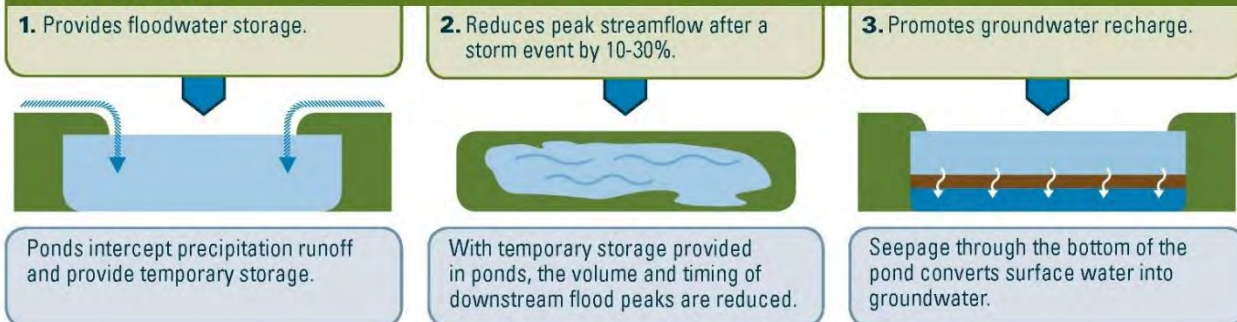 1. Provides floodwater storage.
Ponds intercept precipitation runoff
and provide temporary storage.
2. Reduces peak streamflow after a
storm event by 10-30%.
With temporary storage provided
in ponds, the volume and timing of
downstream flood peaks are reduced.
3. Promotes groundwater recharge.
Seepage through the bottom of the
pond converts surface water into
groundwater.